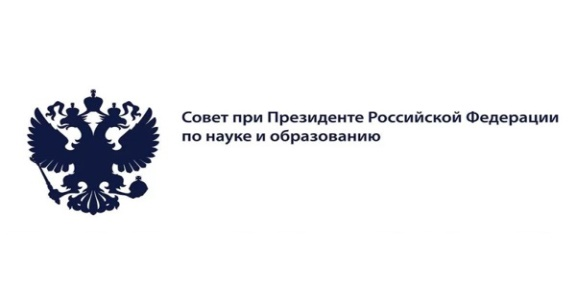 Совет при Президенте Российской Федерации
по науке и образованию